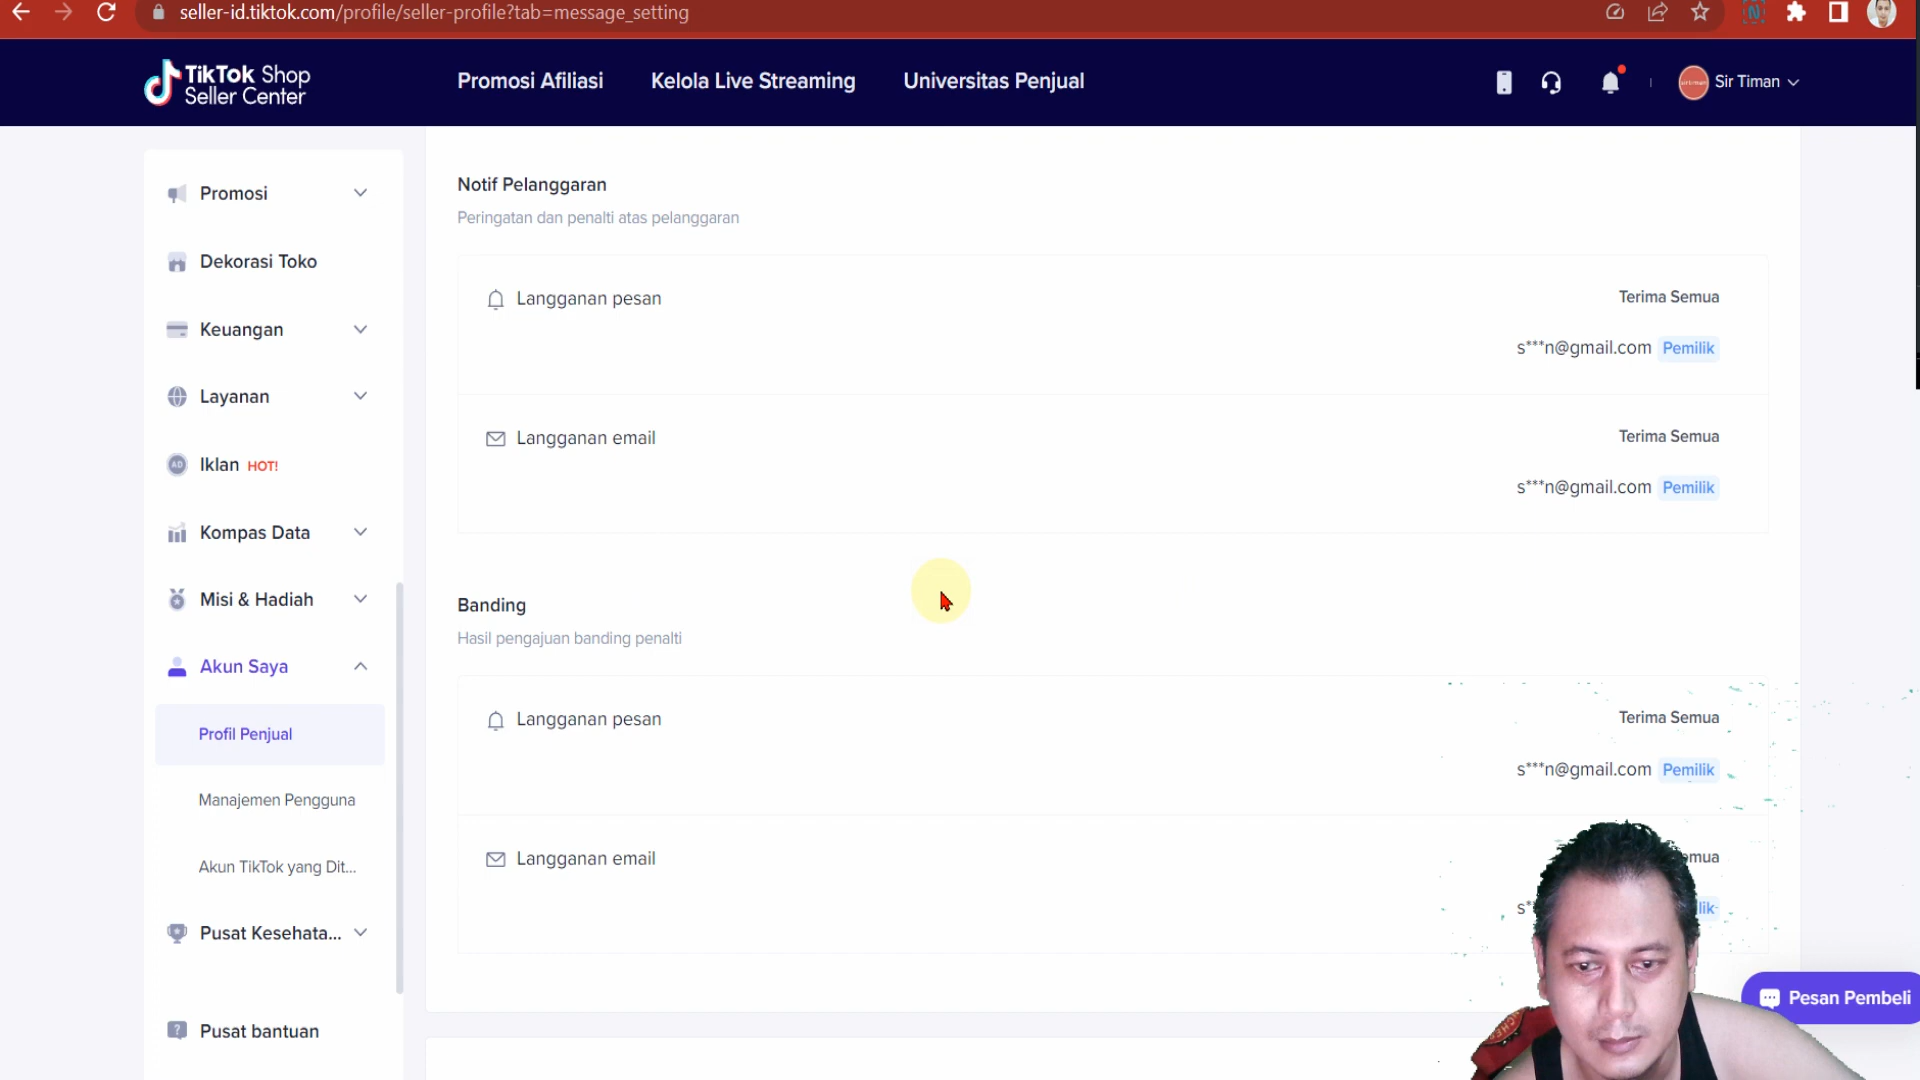 seller-id.tiktok.com/profile/seller-profile?tab=message_setting
TikTok Shop
Seller Center
Promosi Afiliasi
Kelola Live Streaming
Universitas Penjual
Sir Timan
Promosi
Dekorasi Toko
Keuangan
Layanan
AD
Iklan HOT!
Kompas Data
Misi & Hadiah
Akun Saya
Profil Penjual
Manajemen Pengguna
Akun TikTok yang Dit...
Pusat Kesehata...
Pusat bantuan
Notif Pelanggaran
Peringatan dan penalti atas pelanggaran
Langganan pesan
Terima Semua
s***n@gmail.com Pemilik
Langganan email
Terima Semua
s***n@gmail.com Pemilik
Banding
Hasil pengajuan banding penalti
Langganan pesan
Terima Semua
s***n@gmail.com Pemilik
Langganan email
Pesan Pembeli